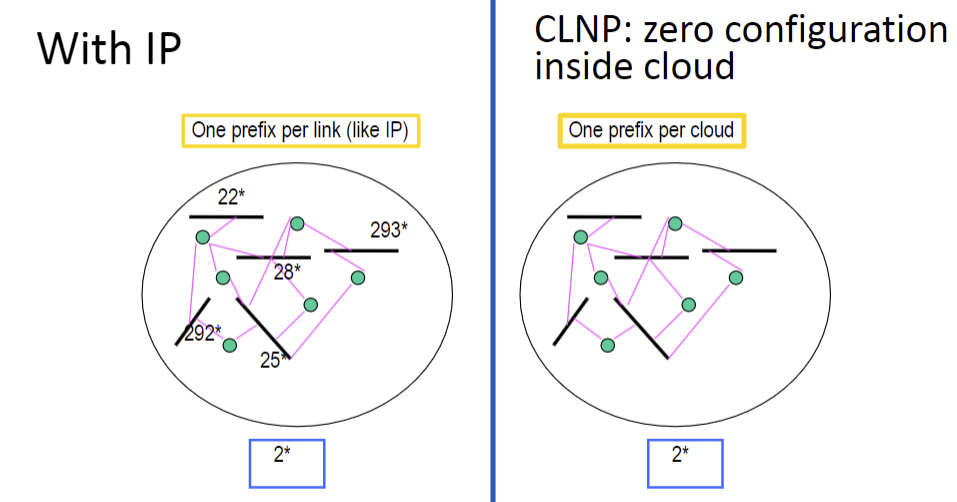 With IP
One prefix per link (like IP)
22*
293*
28*
292*
25*
2*
CLNP: zero configuration
inside cloud
One prefix per cloud
2*